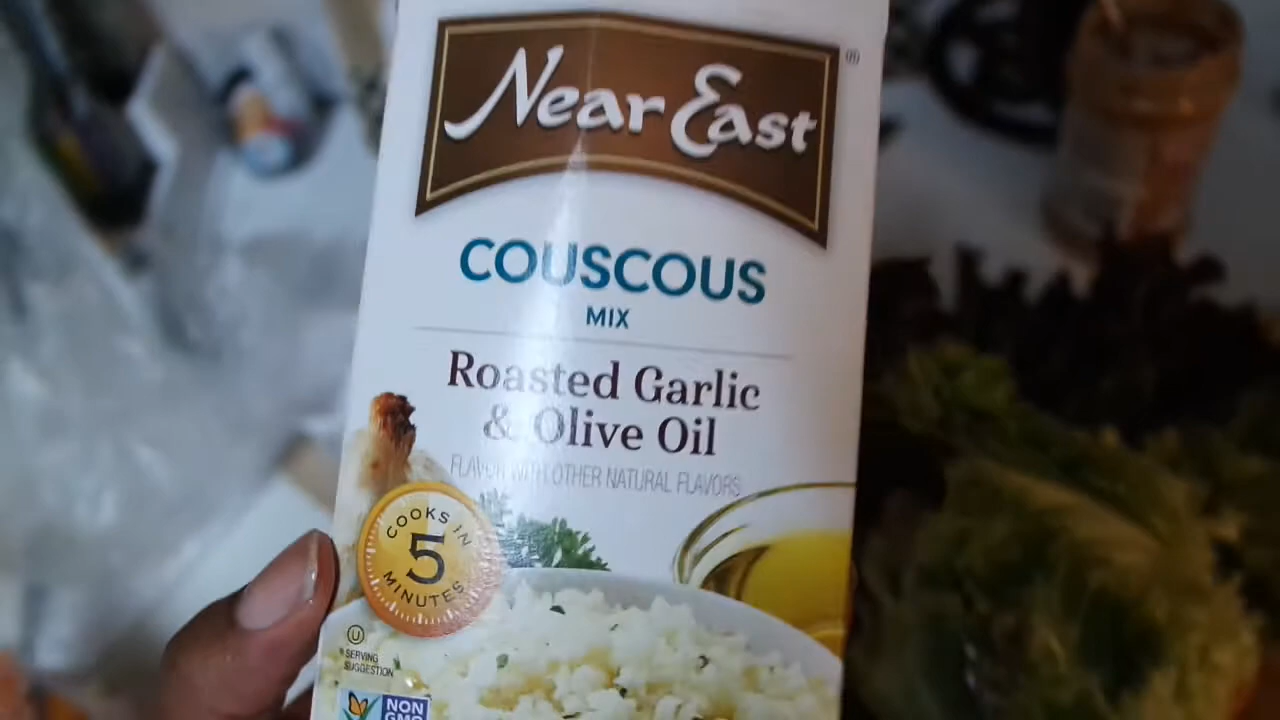 Near East
®
COUSCOUS
MIX
Roasted Garlic
& Olive Oil
FLAVOR WITH OTHER NATURAL FLAVORS
COOKS IN
5
MINUTES
U
SERVING
SUGGESTION
NON
GMO